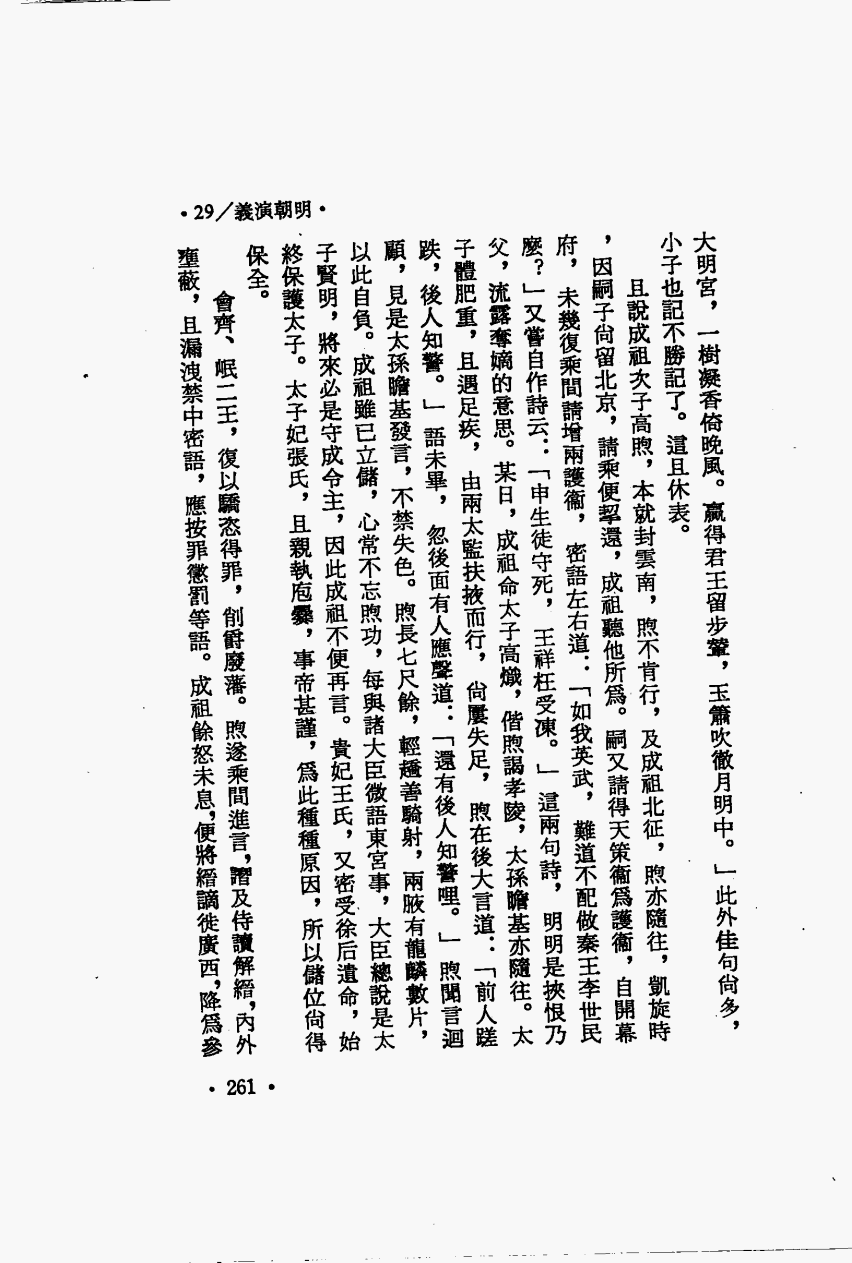 •29／義演朝明•
大明宮，一樹凝香倚晚風。贏得君王留步輦，玉簫吹徹月明中。」此外佳句尙多，
小子也記不勝記了。這且休表。
且說成祖次子高煦，本就封雲南，煦不肯行，及成祖北征，煦亦隨往，凱旋時
，因嗣子尙留北京，請乘便挈還，成祖聽他所爲。嗣又請得天策衞爲護衞，自開幕
府，未幾復乘間請增兩護衞，密語左右道：「如我英武，難道不配做秦王李世民
麽？」又嘗自作詩云：「申生徒守死，王祥枉受凍。」這兩句詩，明明是挾恨乃
父，流露奪嫡的意思。某日，成祖命太子高熾，偕煦謁孝陵，太孫瞻基亦隨往。太
子體肥重，且遇足疾，由兩太監扶掖而行，尙屢失足，煦在後大言道：「前人蹉
跌，後人知警。」語未畢，忽後面有人應聲道：「還有後人知警哩。」煦聞言迴
顧，見是太孫瞻基發言，不禁失色。煦長七尺餘，輕趫善騎射，兩腋有龍麟數片，
以此自負。成祖雖已立儲，心常不忘煦功，每與諸大臣微語東宮事，大臣總說是太
子賢明，將來必是守成令主，因此成祖不便再言。貴妃王氏，又密受徐后遺命，始
終保護太子。太子妃張氏，且親執庖爨，事帝甚謹，爲此種種原因，所以儲位尙得
保全。
會齊、岷二王，復以驕恣得罪，削爵廢藩。煦遂乘間進言，譖及侍讀解縉，內外
壅蔽，且漏洩禁中密語，應按罪懲罰等語。成祖餘怒未息，便將縉謫徙廣西，降爲參
•261•